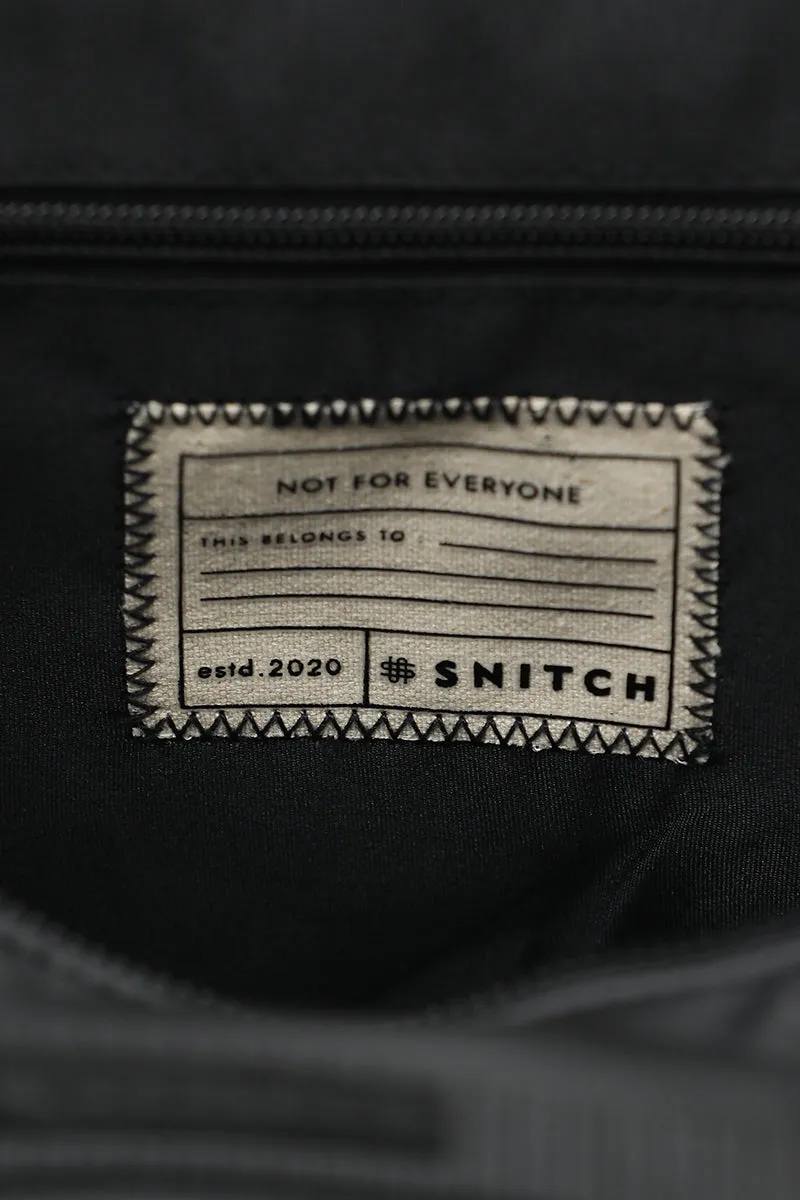 NOT FOR EVERYONE
THIS BELONGS TO :
estd.2020
SNITCH